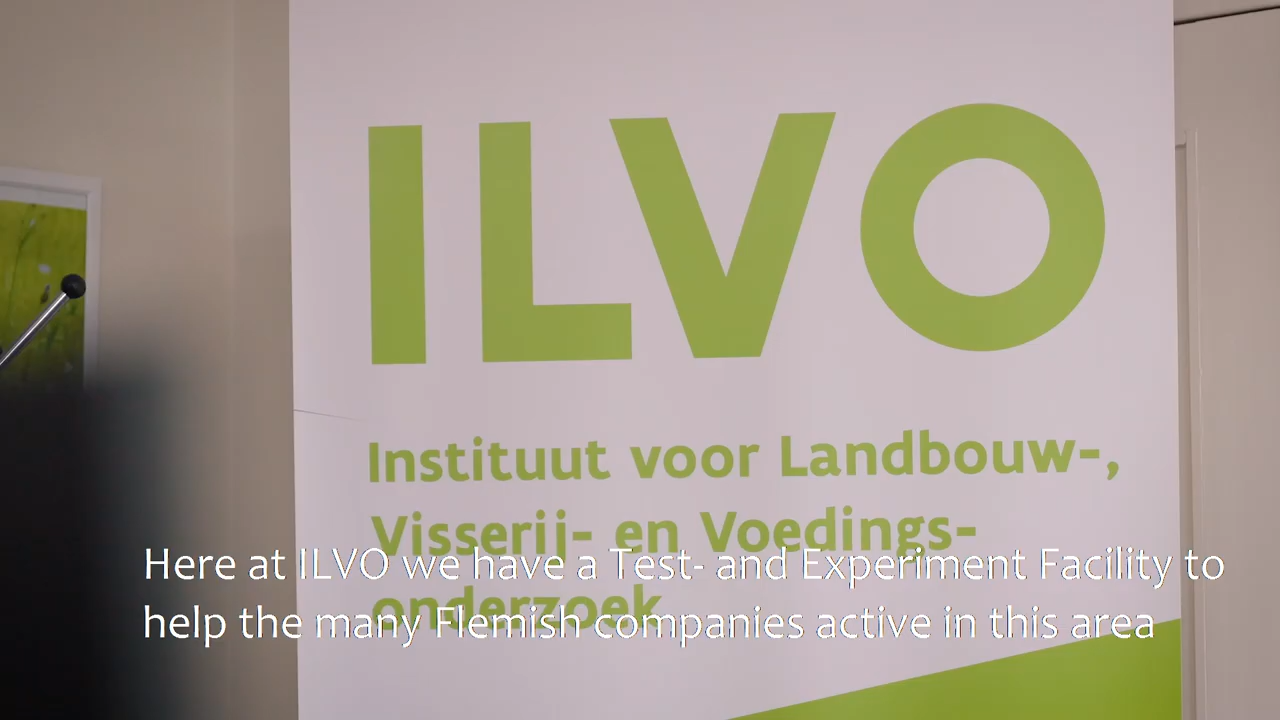 ILVO
Instituut voor Landbouw-,
Visserij- en Voedings-
onderzoek
Here at ILVO we have a Test- and Experiment Facility to
help the many Flemish companies active in this area